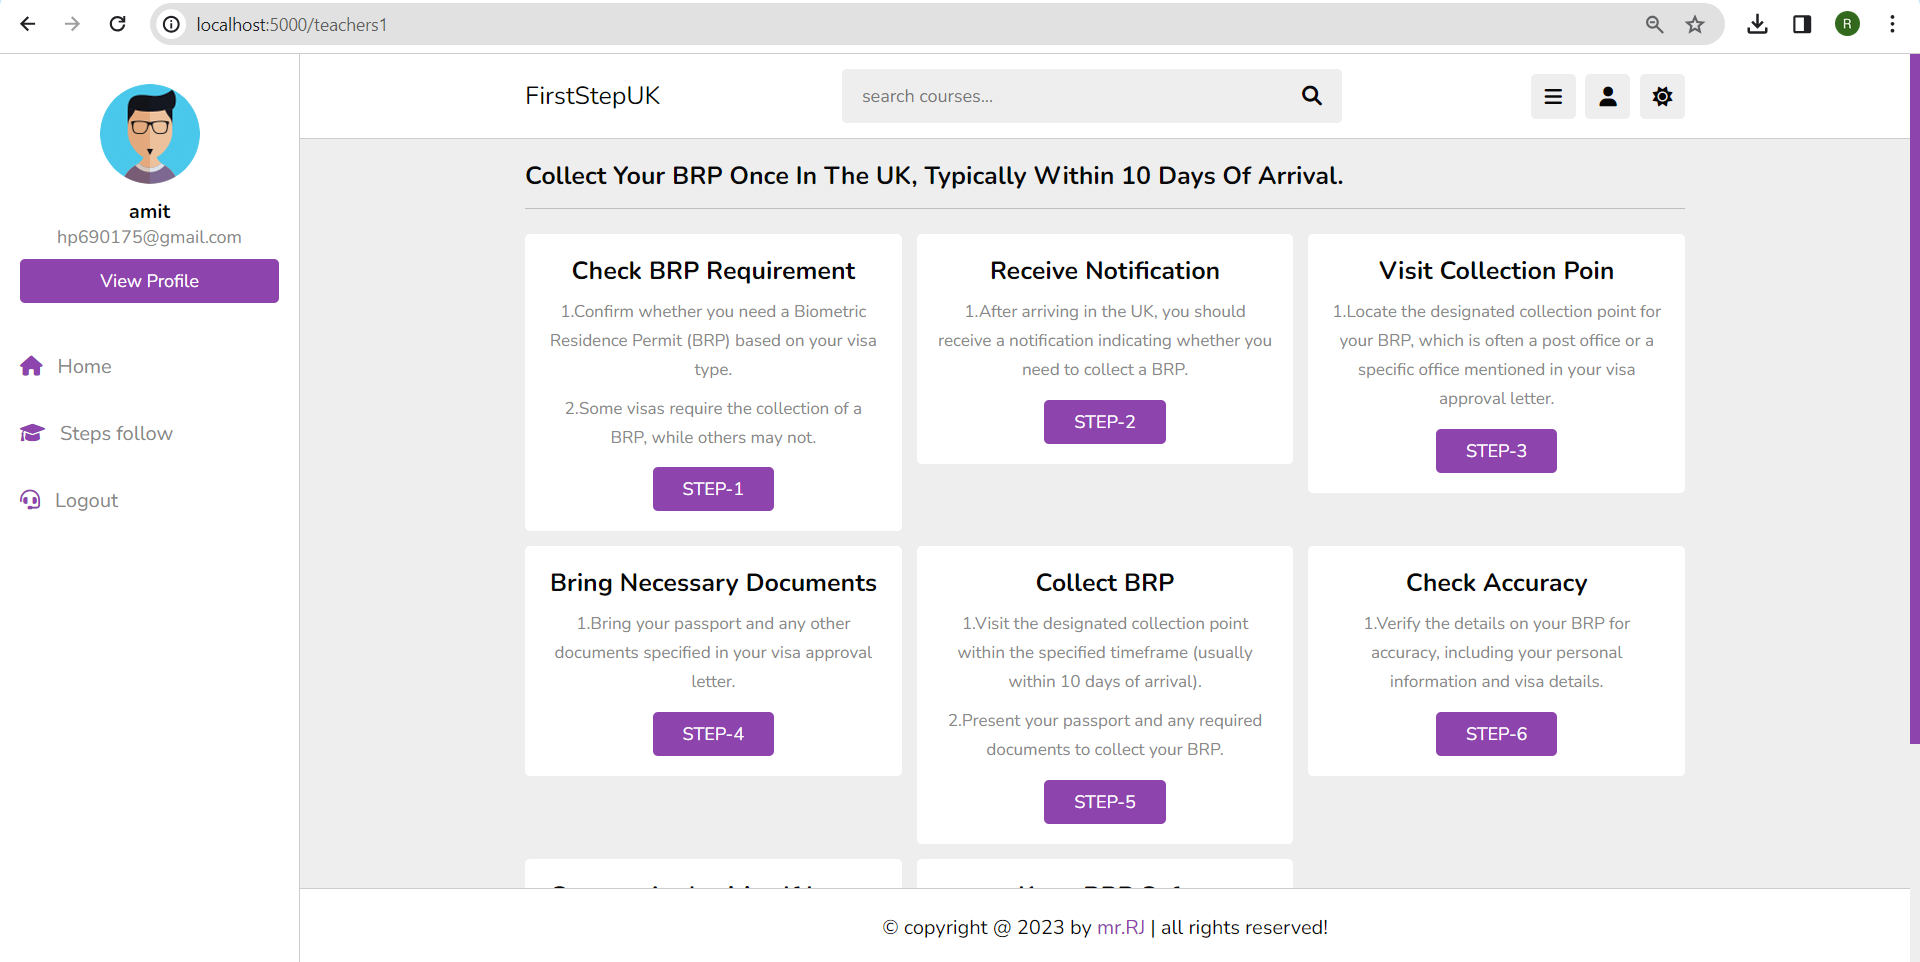 localhost:5000/teachers1
R
amit
hp690175@gmail.com
View Profile
Home
Steps follow
Logout
FirstStepUK
search courses...
Collect Your BRP Once In The UK, Typically Within 10 Days Of Arrival.
Check BRP Requirement
1.Confirm whether you need a Biometric
Residence Permit (BRP) based on your visa
type.
2.Some visas require the collection of a
BRP, while others may not.
STEP-1
Receive Notification
1.After arriving in the UK, you should
receive a notification indicating whether you
need to collect a BRP.
STEP-2
Visit Collection Poin
1.Locate the designated collection point for
your BRP, which is often a post office or a
specific office mentioned in your visa
approval letter.
STEP-3
Bring Necessary Documents
1.Bring your passport and any other
documents specified in your visa approval
letter.
STEP-4
Collect BRP
1.Visit the designated collection point
within the specified timeframe (usually
within 10 days of arrival).
2.Present your passport and any required
documents to collect your BRP.
STEP-5
Check Accuracy
1.Verify the details on your BRP for
accuracy, including your personal
information and visa details.
STEP-6
© copyright @ 2023 by mr.RJ | all rights reserved!